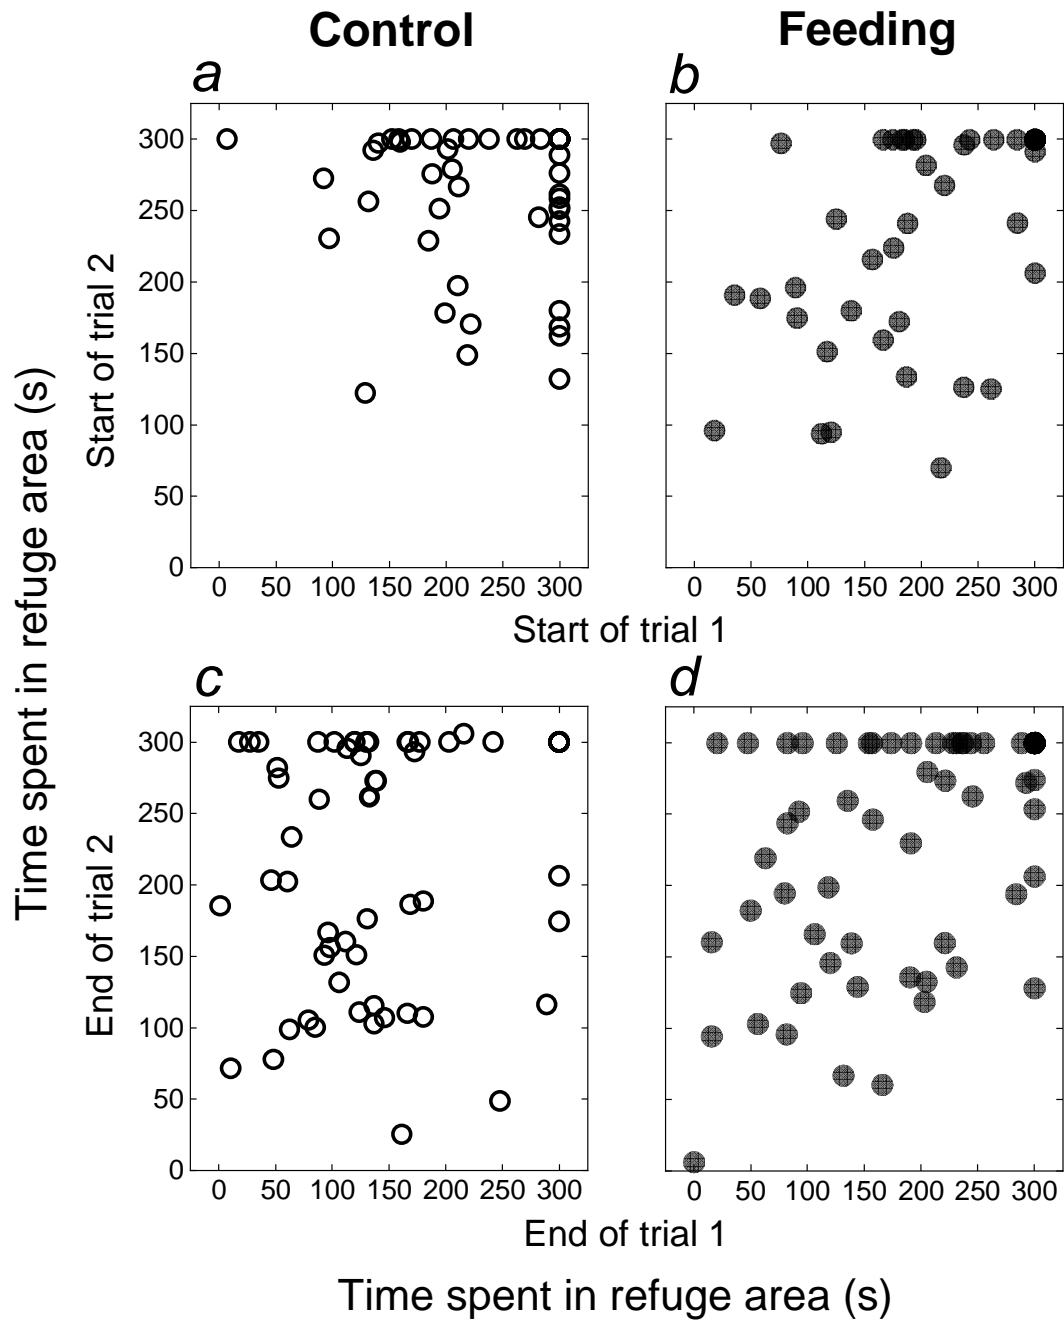 Control
Feeding
a
b
300
250
200
150
100
50
0
0 50 100 150 200 250 300
0 50 100 150 200 250 300
Start of trial 2
Start of trial 1
Time spent in refuge area (s)
c
d
300
250
200
150
100
50
0
0 50 100 150 200 250 300
0 50 100 150 200 250 300
End of trial 2
End of trial 1
Time spent in refuge area (s)